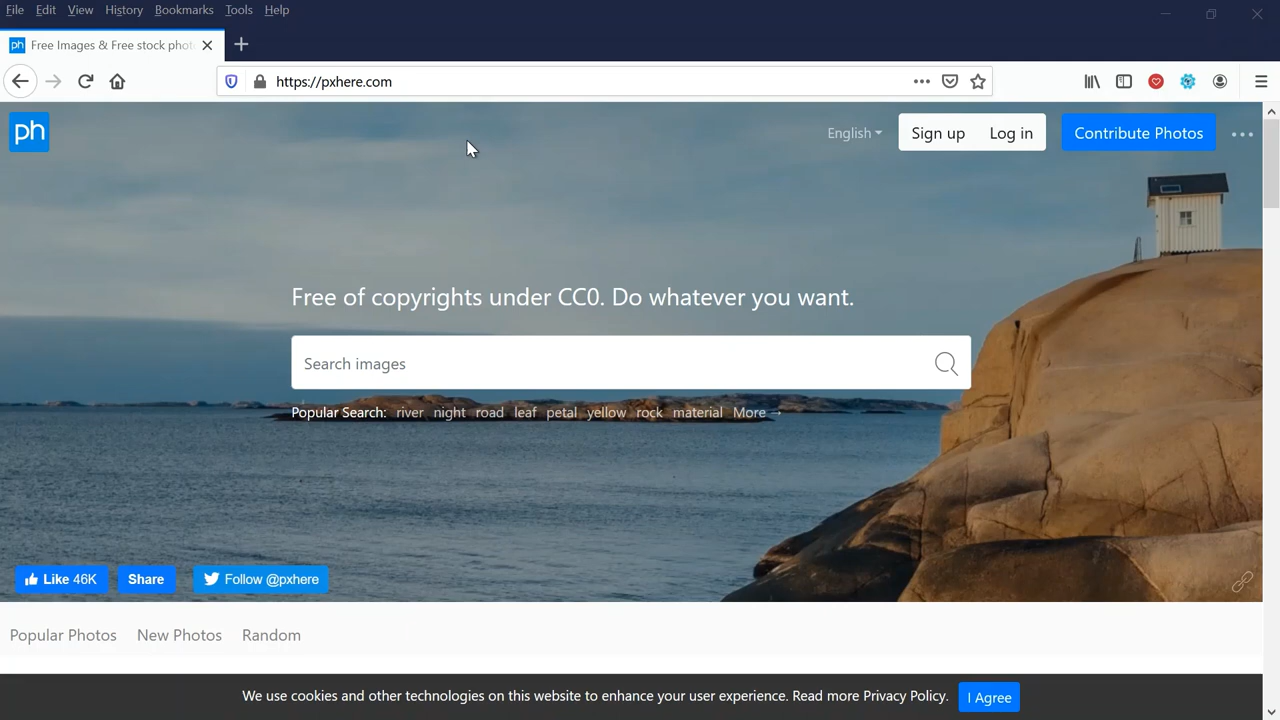 File Edit View History Bookmarks Tools Help
ph Free Images & Free stock phot
https://pxhere.com
ph English Sign up Log in Contribute Photos
Free of copyrights under CC0. Do whatever you want.
Search images
Popular Search: river night road leaf petal yellow rock material More →
Like 46K Share Follow @pxhere
Popular Photos New Photos Random
We use cookies and other technologies on this website to enhance your user experience. Read more Privacy Policy. I Agree